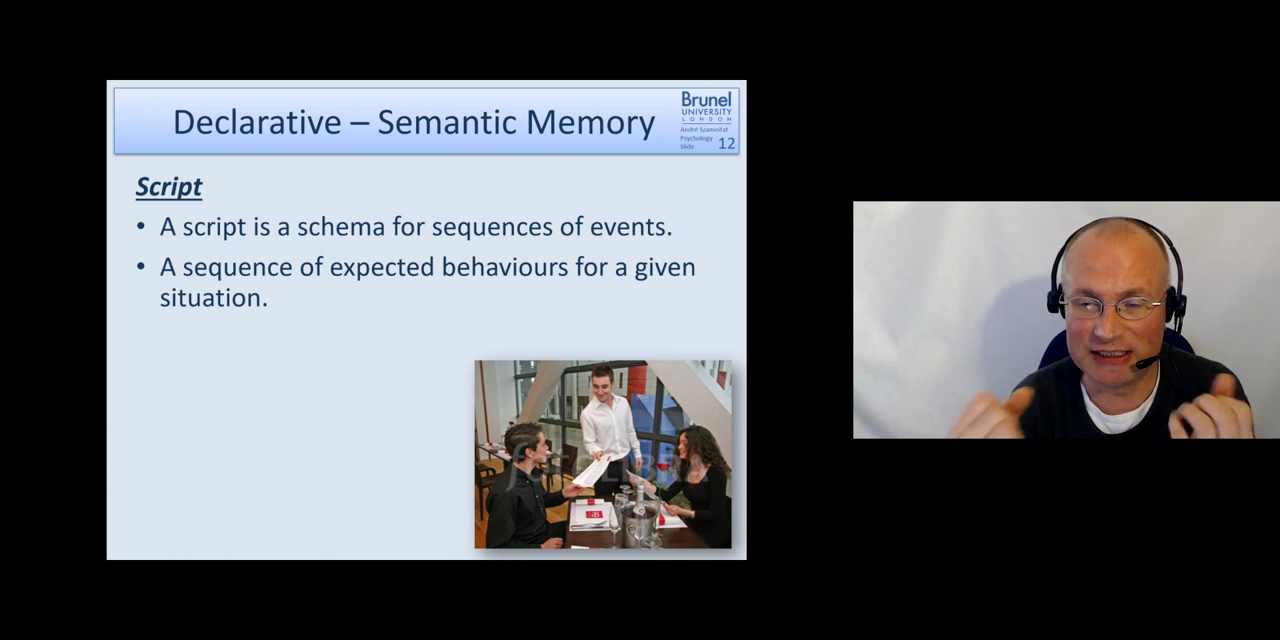 Declarative – Semantic Memory
Brunel
UNIVERSITY
LONDON
André Szameitat
Psychology
Slide 12
Script
• A script is a schema for sequences of events.
• A sequence of expected behaviours for a given
situation.